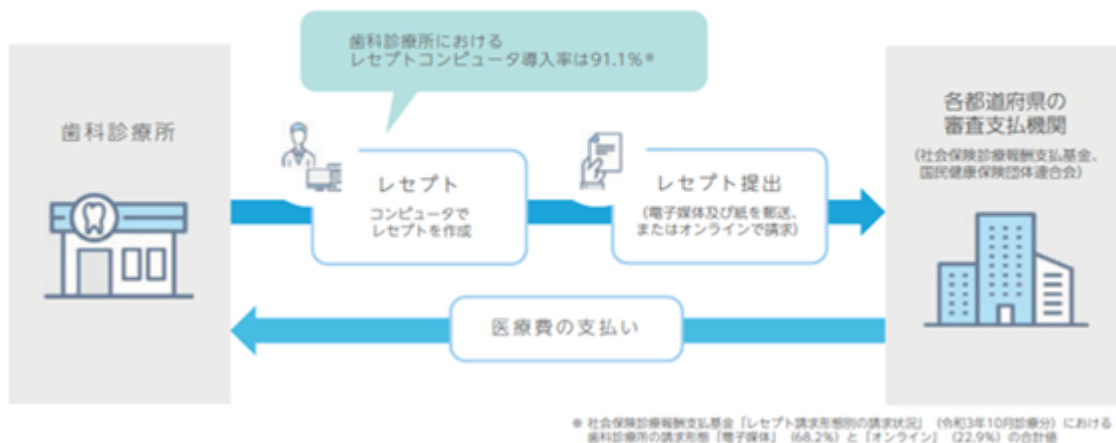 歯科診療所における
レセプトコンピュータ導入率は91.1%※
歯科診療所
レセプト
コンピュータで
レセプトを作成
レセプト提出
(電子媒体及び紙を郵送、
またはオンラインで請求)
各都道府県の
審査支払機関
(社会保険診療報酬支払基金、
国民健康保険団体連合会)
医療費の支払い
※ 社会保険診療報酬支払基金「レセプト請求形態別の請求状況」(令和3年10月診療分)における
歯科診療所の請求形態「電子媒体」(68.2%)と「オンライン」(22.9%)の合計値